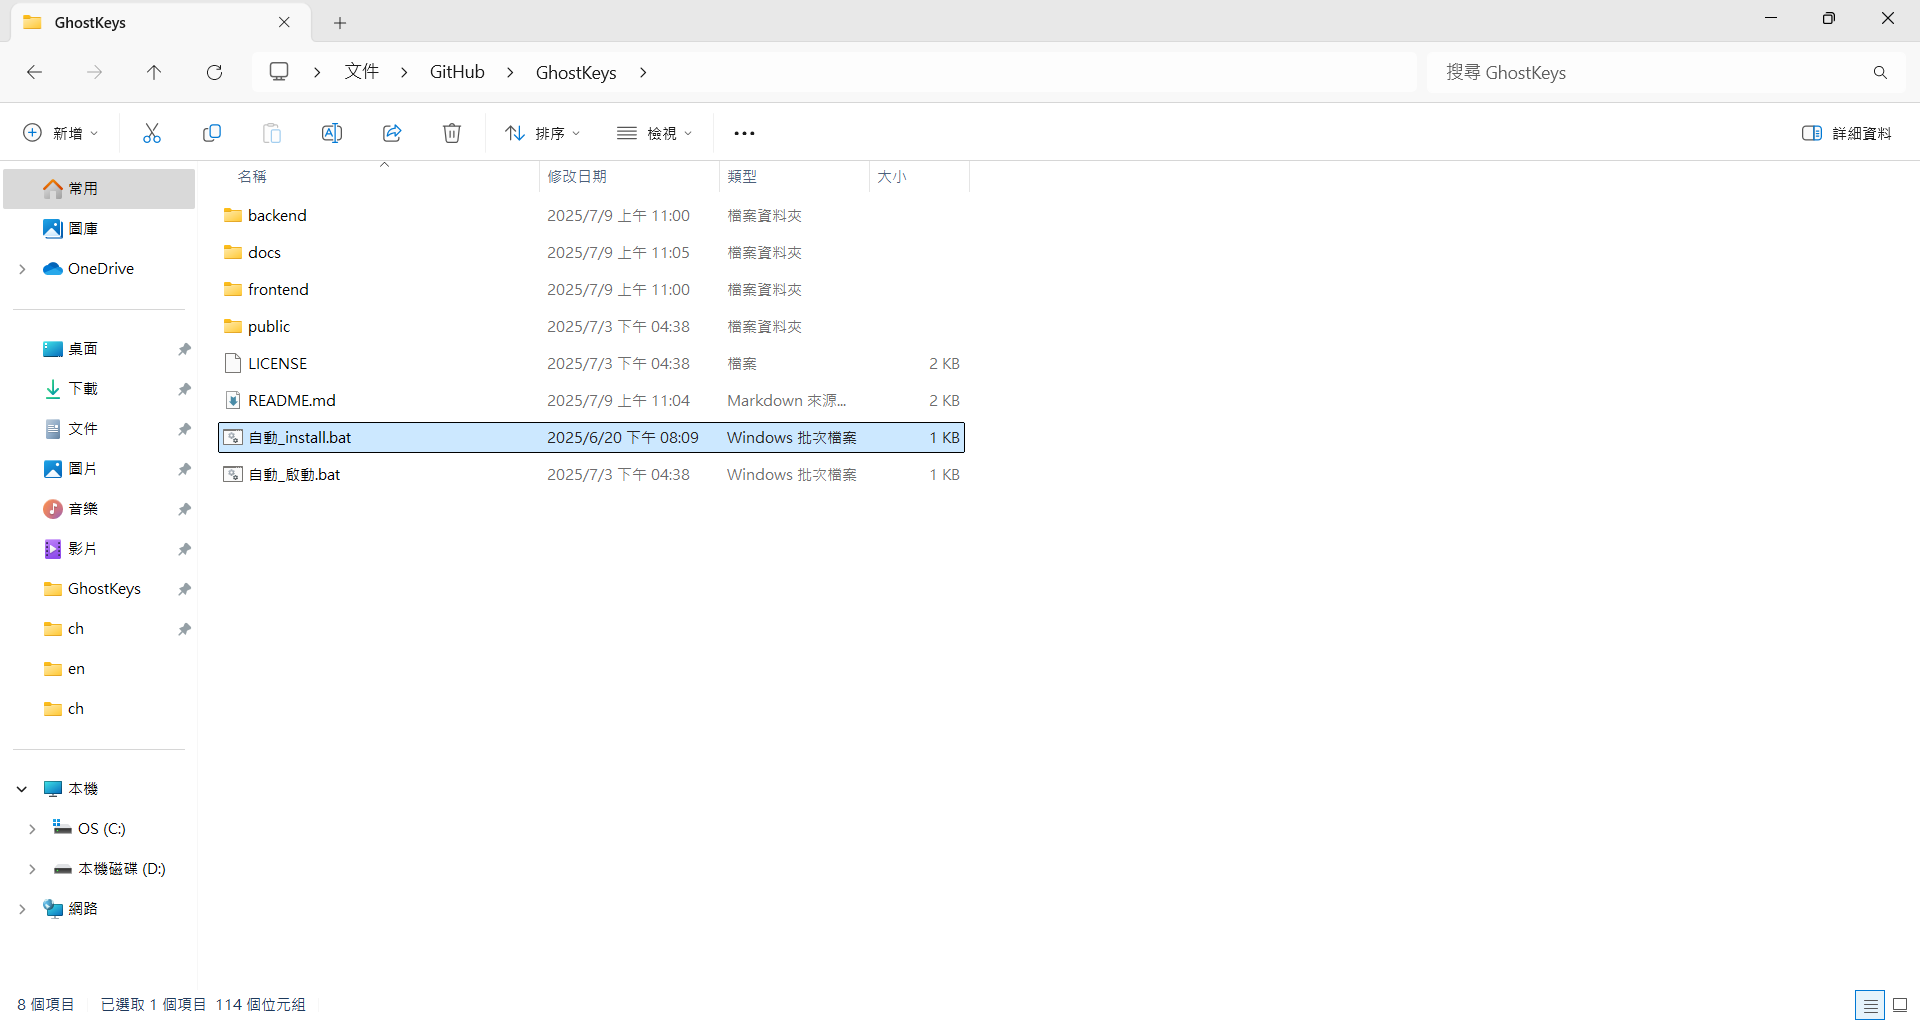 GhostKeys
文件 GitHub GhostKeys
搜尋 GhostKeys
新增 排序 檢視 詳細資料
名稱 修改日期 類型 大小
常用
圖庫
OneDrive
桌面
下載
文件
圖片
音樂
影片
GhostKeys
ch
en
ch
本機
OS (C:)
本機磁碟 (D:)
網路
backend 2025/7/9 上午 11:00 檔案資料夾
docs 2025/7/9 上午 11:05 檔案資料夾
frontend 2025/7/9 上午 11:00 檔案資料夾
public 2025/7/3 下午 04:38 檔案資料夾
LICENSE 2025/7/3 下午 04:38 檔案 2 KB
README.md 2025/7/9 上午 11:04 Markdown 來源... 2 KB
自動_install.bat 2025/6/20 下午 08:09 Windows 批次檔案 1 KB
自動_啟動.bat 2025/7/3 下午 04:38 Windows 批次檔案 1 KB
8 個項目 已選取 1 個項目 114 個位元組